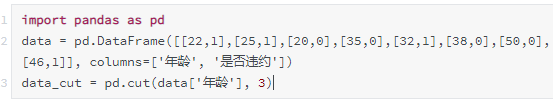 1 import pandas as pd
2 data = pd.DataFrame([[22,1],[25,1],[20,0],[35,0],[32,1],[38,0],[50,0],
[46,1]], columns=['年龄', '是否违约'])
3 data_cut = pd.cut(data['年龄'], 3)